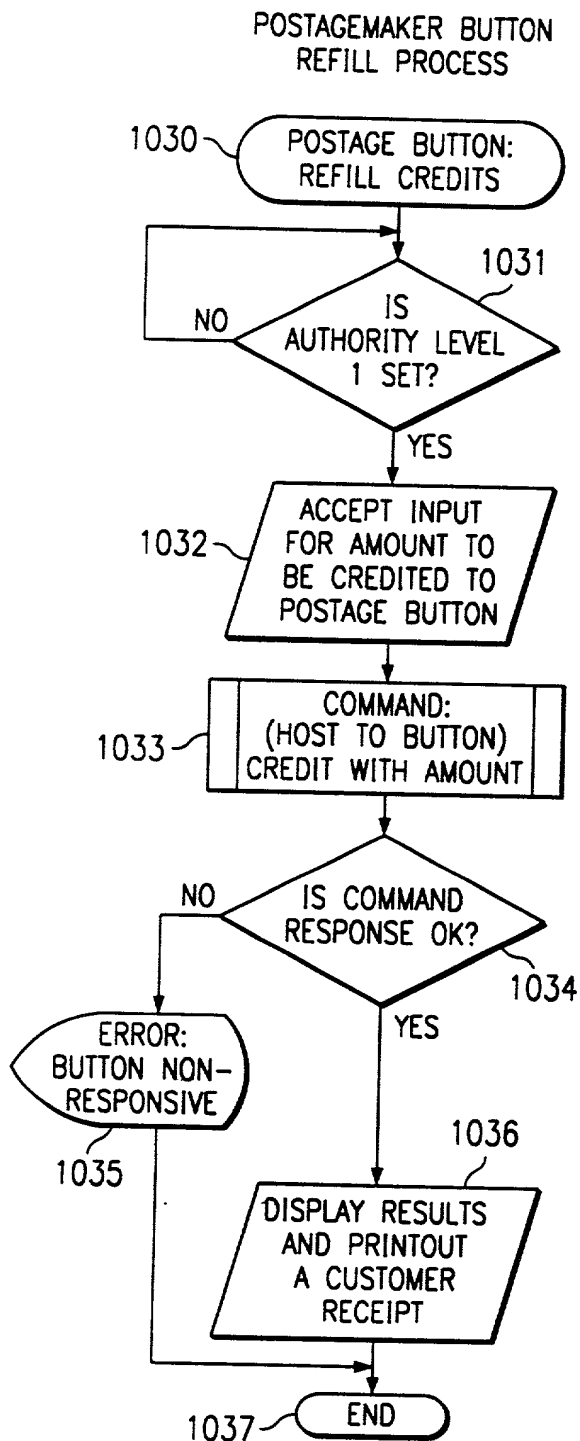 POSTAGEMAKER BUTTON
REFILL PROCESS
1030
POSTAGE BUTTON:
REFILL CREDITS
1031
IS
AUTHORITY LEVEL
1 SET?
NO
YES
1032
ACCEPT INPUT
FOR AMOUNT TO
BE CREDITED TO
POSTAGE BUTTON
1033
COMMAND:
(HOST TO BUTTON)
CREDIT WITH AMOUNT
NO
IS COMMAND
RESPONSE OK?
1034
YES
ERROR:
BUTTON NON-
RESPONSIVE
1035
1036
DISPLAY RESULTS
AND PRINTOUT
A CUSTOMER
RECEIPT
END
1037